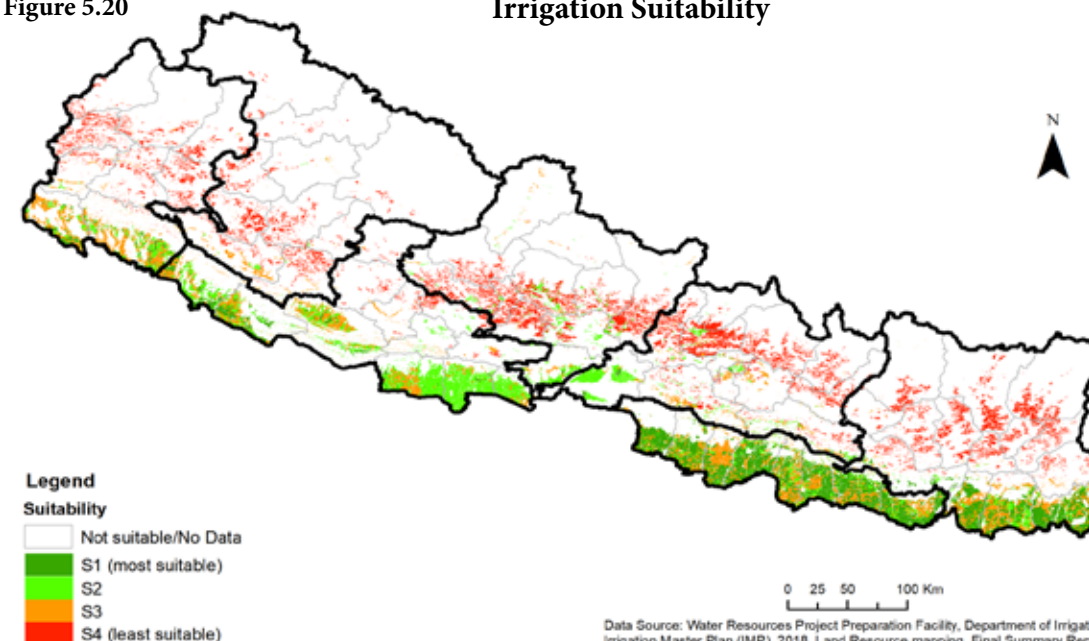 Figure 5.20
Irrigation Suitability
N
Legend
Suitability
Not suitable/No Data
S1 (most suitable)
S2
S3
S4 (least suitable)
0 25 50 100 Km
Data Source: Water Resources Project Preparation Facility, Department of Irrigat
Irrigation Master Plan (IMP), 2018, Land Resource mapping, Final Summary Rep